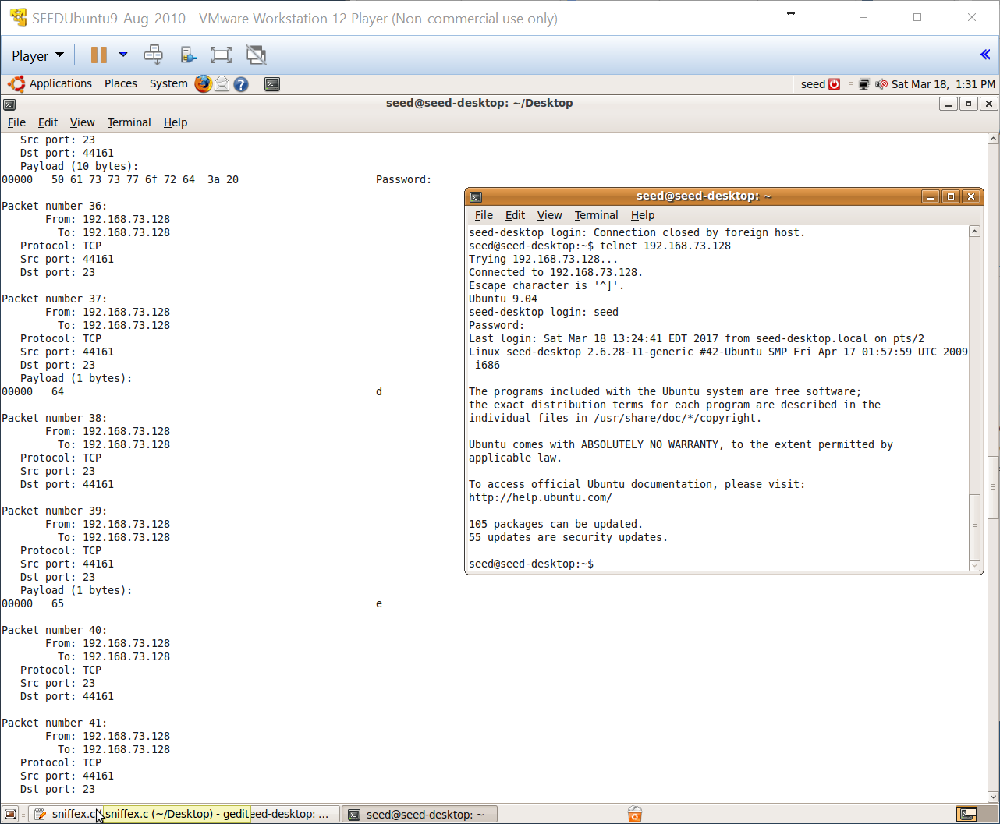 SEEDUbuntu9-Aug-2010 - VMware Workstation 12 Player (Non-commercial use only)
Player
Applications Places System seed Sat Mar 18, 1:31 PM
seed@seed-desktop: ~/Desktop
File Edit View Terminal Help
Src port: 23
Dst port: 44161
Payload (10 bytes):
00000 50 61 73 73 77 6f 72 64 3a 20 Password:
Packet number 36:
From: 192.168.73.128
To: 192.168.73.128
Protocol: TCP
Src port: 44161
Dst port: 23
Packet number 37:
From: 192.168.73.128
To: 192.168.73.128
Protocol: TCP
Src port: 44161
Dst port: 23
Payload (1 bytes):
00000 64 d
Packet number 38:
From: 192.168.73.128
To: 192.168.73.128
Protocol: TCP
Src port: 23
Dst port: 44161
Packet number 39:
From: 192.168.73.128
To: 192.168.73.128
Protocol: TCP
Src port: 44161
Dst port: 23
Payload (1 bytes):
00000 65 e
Packet number 40:
From: 192.168.73.128
To: 192.168.73.128
Protocol: TCP
Src port: 23
Dst port: 44161
Packet number 41:
From: 192.168.73.128
To: 192.168.73.128
Protocol: TCP
Src port: 44161
Dst port: 23
seed@seed-desktop: ~
File Edit View Terminal Help
seed-desktop login: Connection closed by foreign host.
seed@seed-desktop:~$ telnet 192.168.73.128
Trying 192.168.73.128...
Connected to 192.168.73.128.
Escape character is '^]'.
Ubuntu 9.04
seed-desktop login: seed
Password:
Last login: Sat Mar 18 13:24:41 EDT 2017 from seed-desktop.local on pts/2
Linux seed-desktop 2.6.28-11-generic #42-Ubuntu SMP Fri Apr 17 01:57:59 UTC 2009
i686
The programs included with the Ubuntu system are free software;
the exact distribution terms for each program are described in the
individual files in /usr/share/doc/*/copyright.
Ubuntu comes with ABSOLUTELY NO WARRANTY, to the extent permitted by
applicable law.
To access official Ubuntu documentation, please visit:
http://help.ubuntu.com/
105 packages can be updated.
55 updates are security updates.
seed@seed-desktop:~$
sniffex.c sniffex.c (~/Desktop) - gedit eed-desktop: ... seed@seed-desktop: ~